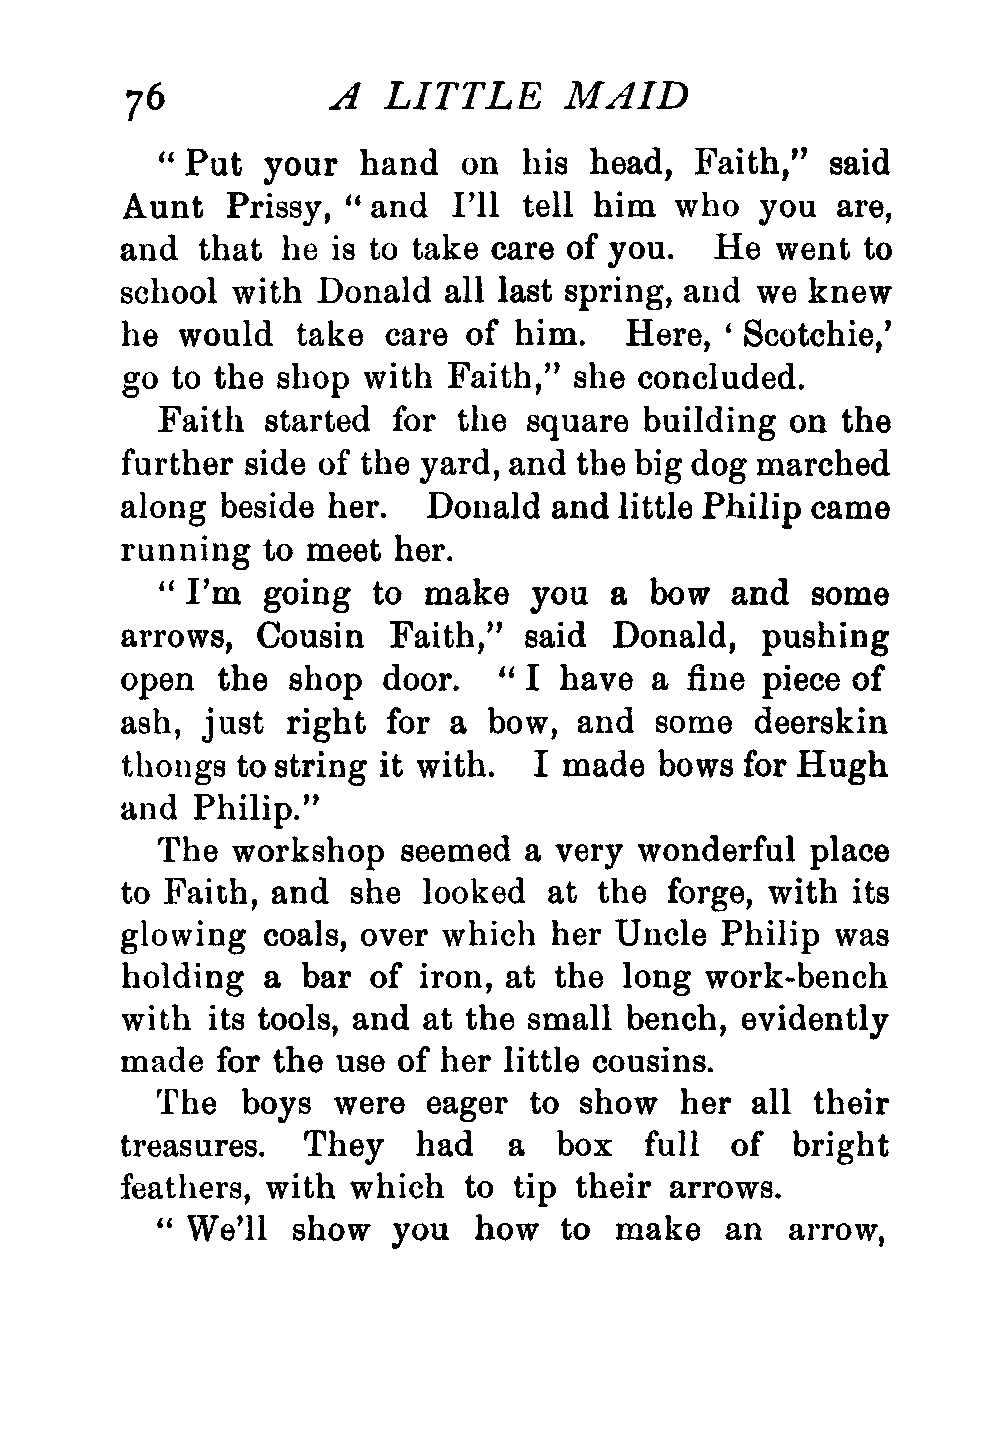 76 A LITTLE MAID
“ Put your hand on his head, Faith,” said
Aunt Prissy, “ and I’ll tell him who you are,
and that he is to take care of you. He went to
school with Donald all last spring, and we knew
he would take care of him. Here, ‘ Scotchie,’
go to the shop with Faith,” she concluded.
Faith started for the square building on the
further side of the yard, and the big dog marched
along beside her. Donald and little Philip came
running to meet her.
“ I’m going to make you a bow and some
arrows, Cousin Faith,” said Donald, pushing
open the shop door. “ I have a fine piece of
ash, just right for a bow, and some deerskin
thongs to string it with. I made bows for Hugh
and Philip.”
The workshop seemed a very wonderful place
to Faith, and she looked at the forge, with its
glowing coals, over which her Uncle Philip was
holding a bar of iron, at the long work-bench
with its tools, and at the small bench, evidently
made for the use of her little cousins.
The boys were eager to show her all their
treasures. They had a box full of bright
feathers, with which to tip their arrows.
“ We’ll show you how to make an arrow,